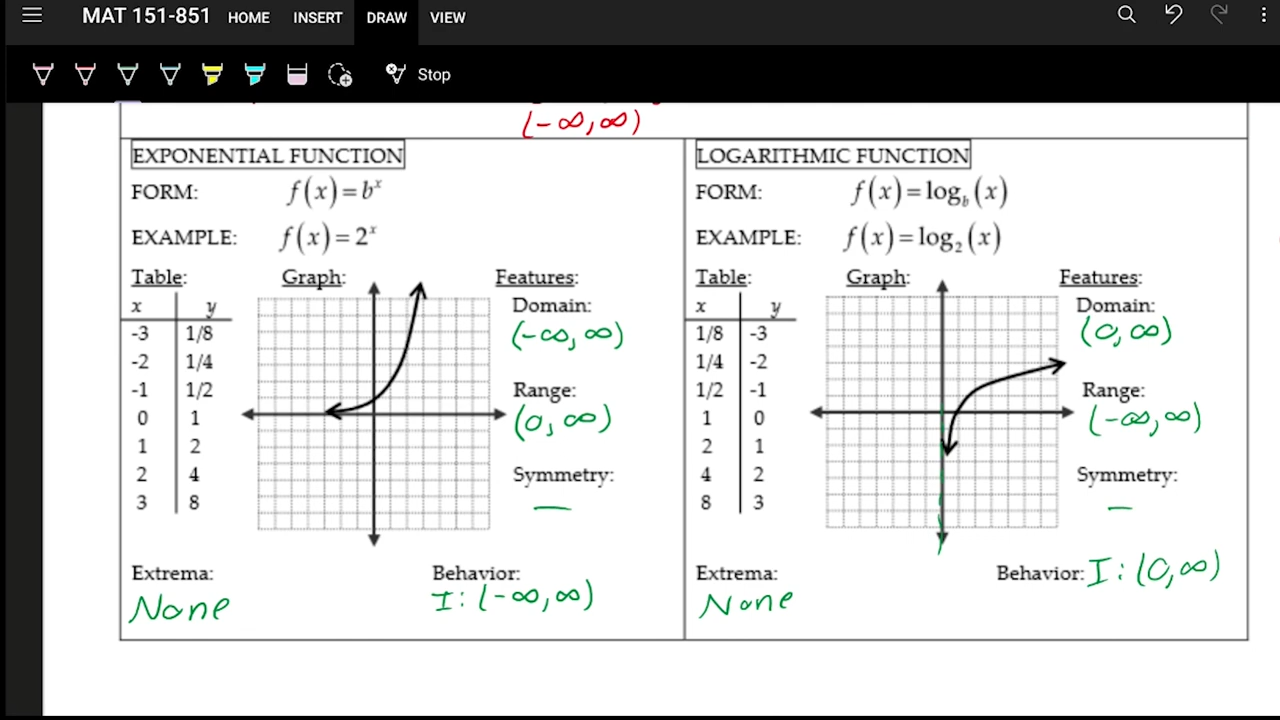 MAT 151-851 HOME INSERT DRAW VIEW
Stop
(-∞, ∞)
EXPONENTIAL FUNCTION
FORM: f(x) = bˣ
EXAMPLE: f(x) = 2ˣ
Table: Graph: Features:
x y
-3 1/8
-2 1/4
-1 1/2
0 1
1 2
2 4
3 8
Domain:
(-∞, ∞)
Range:
(0, ∞)
Symmetry:
—
Extrema:
None
Behavior:
I: (-∞, ∞)
LOGARITHMIC FUNCTION
FORM: f(x) = log_b(x)
EXAMPLE: f(x) = log₂(x)
Table: Graph: Features:
x y
1/8 -3
1/4 -2
1/2 -1
1 0
2 1
4 2
8 3
Domain:
(0, ∞)
Range:
(-∞, ∞)
Symmetry:
—
Extrema:
None
Behavior: I: (0, ∞)